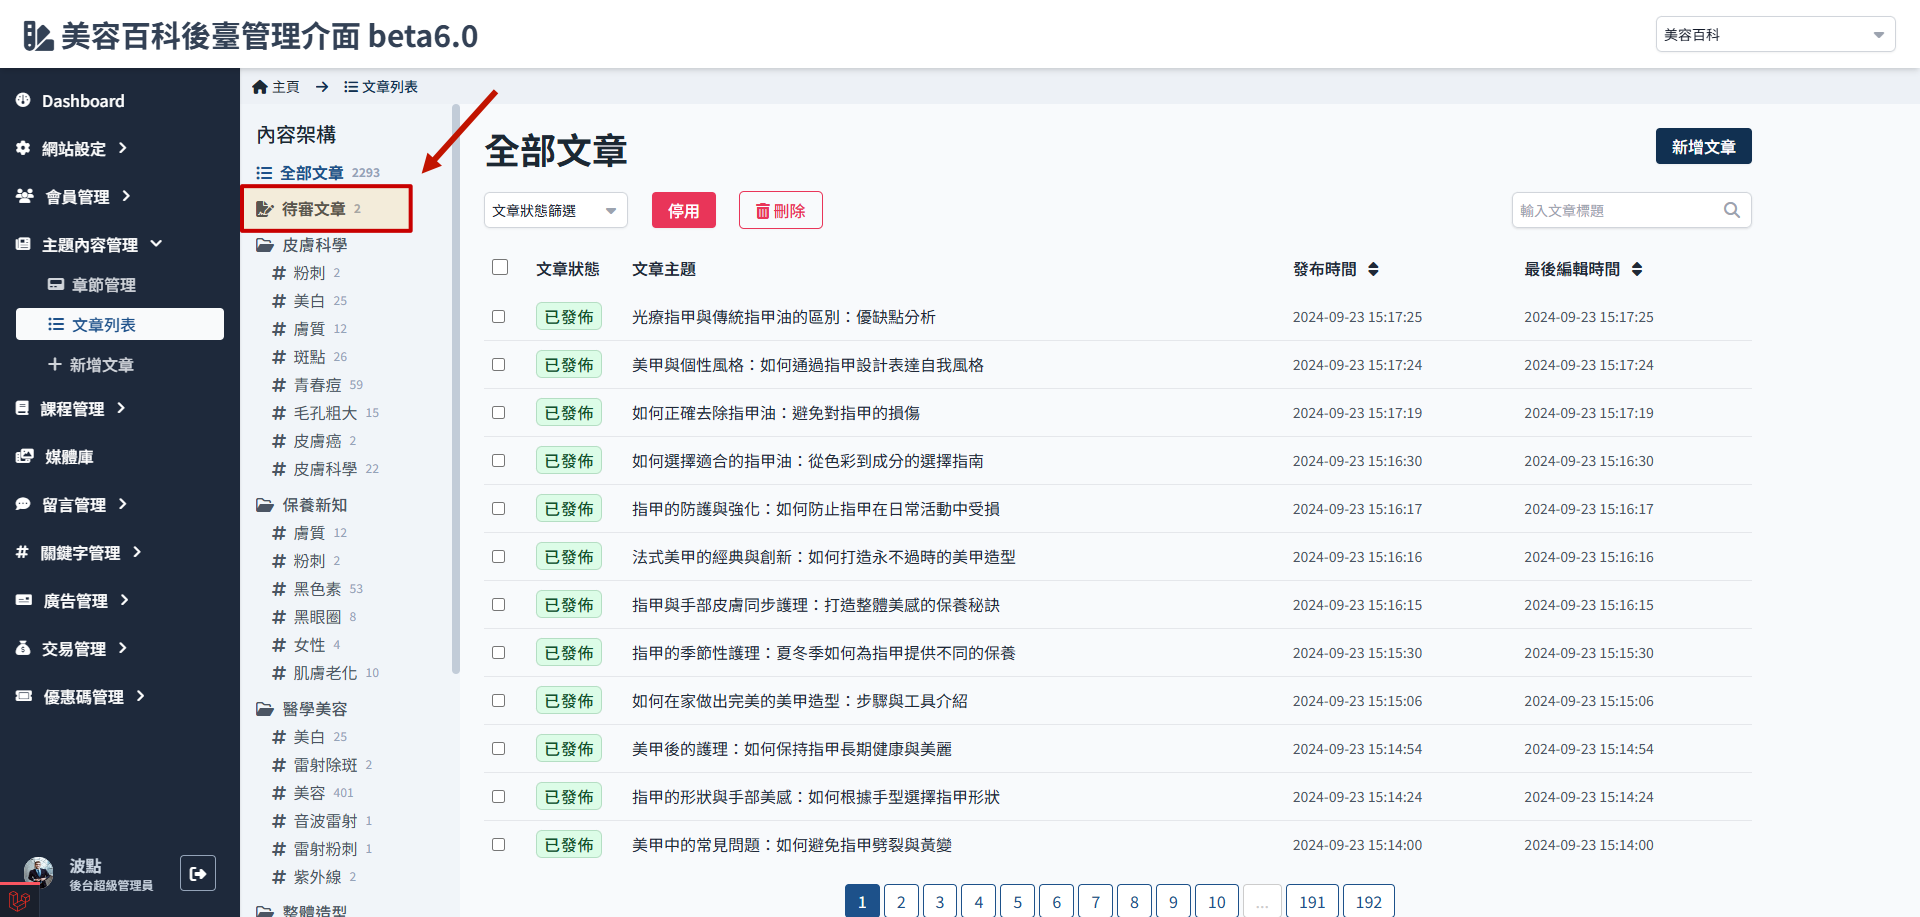 美容百科後臺管理介面 beta6.0
美容百科
Dashboard
網站設定
會員管理
主題內容管理
章節管理
文章列表
新增文章
課程管理
媒體庫
留言管理
關鍵字管理
廣告管理
交易管理
優惠碼管理
波點
後台超級管理員
主頁 → 文章列表
內容架構
全部文章 2293
待審文章 2
皮膚科學
# 粉刺 2
# 美白 25
# 膚質 12
# 斑點 26
# 青春痘 59
# 毛孔粗大 15
# 皮膚癌 2
# 皮膚科學 22
保養新知
# 膚質 12
# 粉刺 2
# 黑色素 53
# 黑眼圈 8
# 女性 4
# 肌膚老化 10
醫學美容
# 美白 25
# 雷射除斑 2
# 美容 401
# 音波雷射 1
# 雷射粉刺 1
# 紫外線 2
整體造型
全部文章
新增文章
文章狀態篩選 停用 刪除 輸入文章標題
文章狀態 文章主題 發布時間 最後編輯時間
已發佈 光療指甲與傳統指甲油的區別：優缺點分析 2024-09-23 15:17:25 2024-09-23 15:17:25
已發佈 美甲與個性風格：如何通過指甲設計表達自我風格 2024-09-23 15:17:24 2024-09-23 15:17:24
已發佈 如何正確去除指甲油：避免對指甲的損傷 2024-09-23 15:17:19 2024-09-23 15:17:19
已發佈 如何選擇適合的指甲油：從色彩到成分的選擇指南 2024-09-23 15:16:30 2024-09-23 15:16:30
已發佈 指甲的防護與強化：如何防止指甲在日常活動中受損 2024-09-23 15:16:17 2024-09-23 15:16:17
已發佈 法式美甲的經典與創新：如何打造永不過時的美甲造型 2024-09-23 15:16:16 2024-09-23 15:16:16
已發佈 指甲與手部皮膚同步護理：打造整體美感的保養秘訣 2024-09-23 15:16:15 2024-09-23 15:16:15
已發佈 指甲的季節性護理：夏冬季如何為指甲提供不同的保養 2024-09-23 15:15:30 2024-09-23 15:15:30
已發佈 如何在家做出完美的美甲造型：步驟與工具介紹 2024-09-23 15:15:06 2024-09-23 15:15:06
已發佈 美甲後的護理：如何保持指甲長期健康與美麗 2024-09-23 15:14:54 2024-09-23 15:14:54
已發佈 指甲的形狀與手部美感：如何根據手型選擇指甲形狀 2024-09-23 15:14:24 2024-09-23 15:14:24
已發佈 美甲中的常見問題：如何避免指甲劈裂與黃變 2024-09-23 15:14:00 2024-09-23 15:14:00
1 2 3 4 5 6 7 8 9 10 ... 191 192